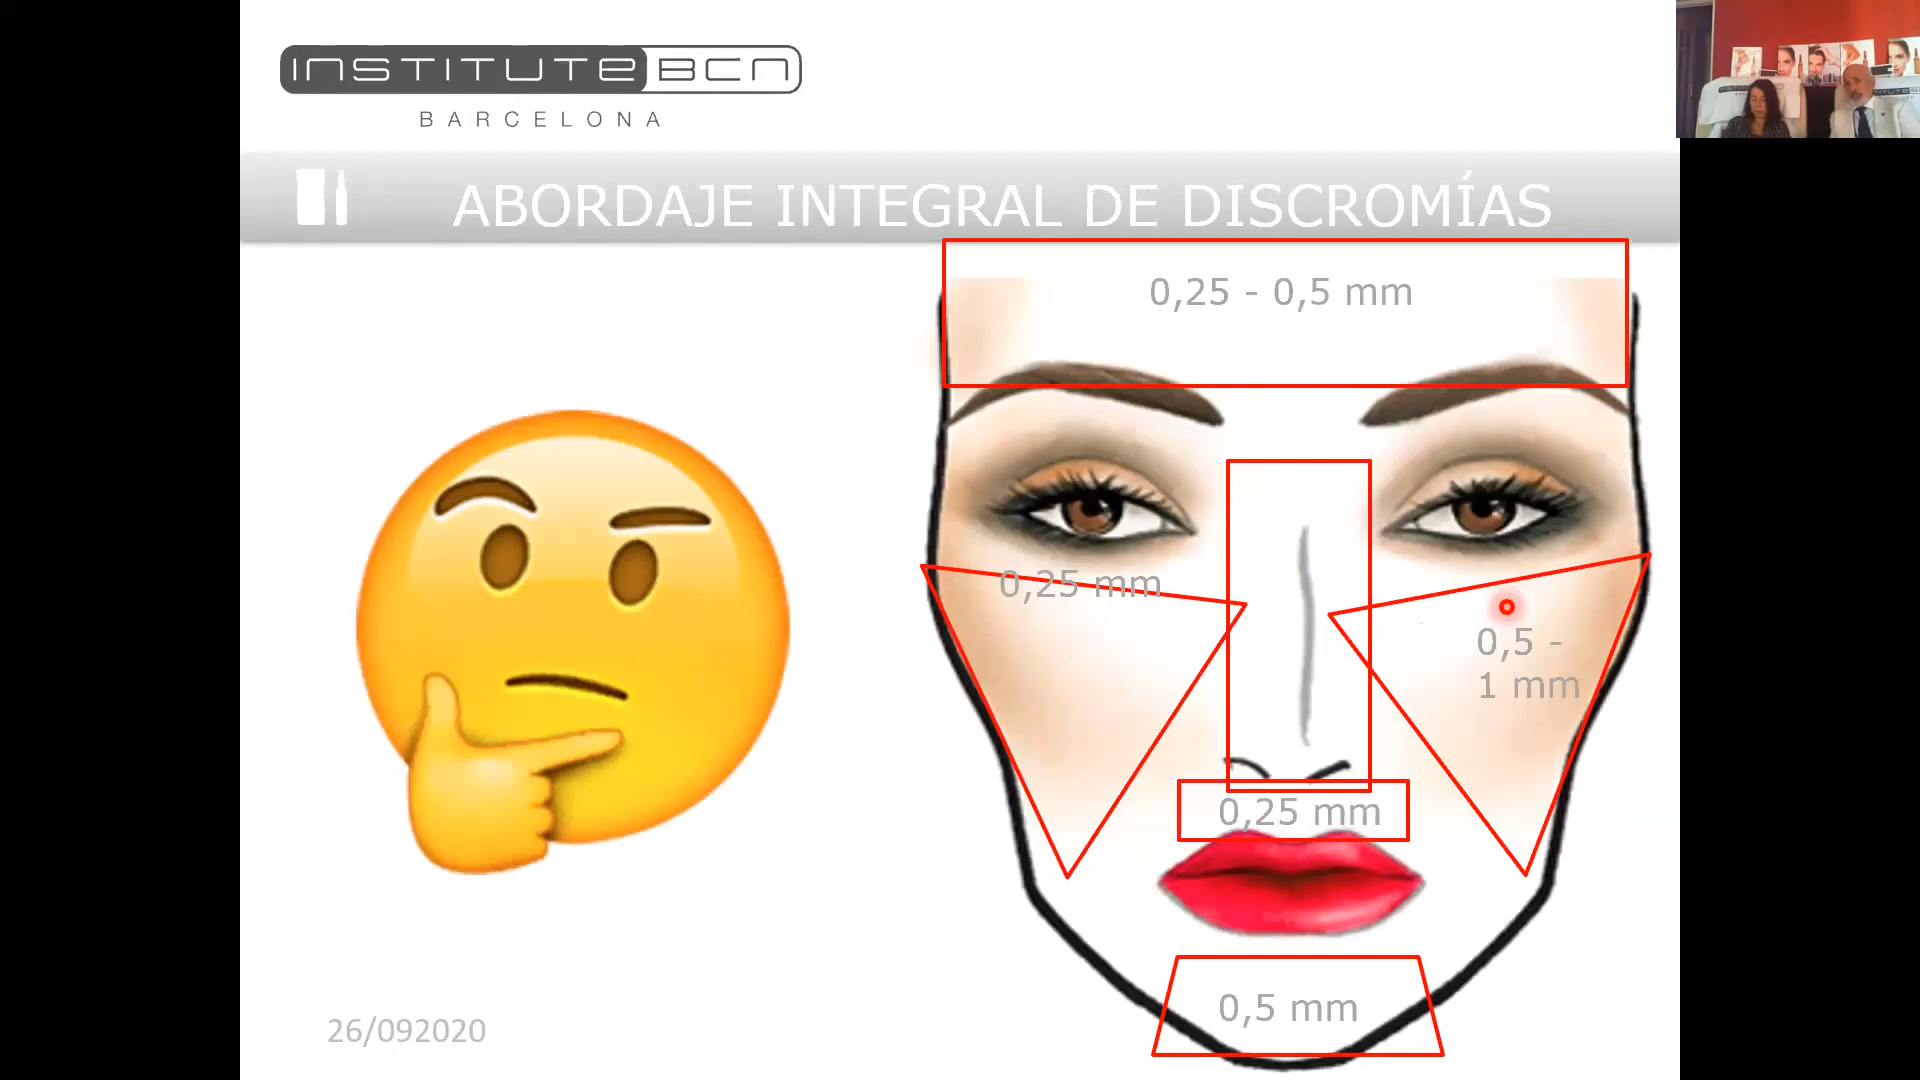 INSTITUTE BCN
BARCELONA
ABORDAJE INTEGRAL DE DISCROMÍAS
0,25 - 0,5 mm
0,25 mm
0,5 -
1 mm
0,25 mm
0,5 mm
26/092020